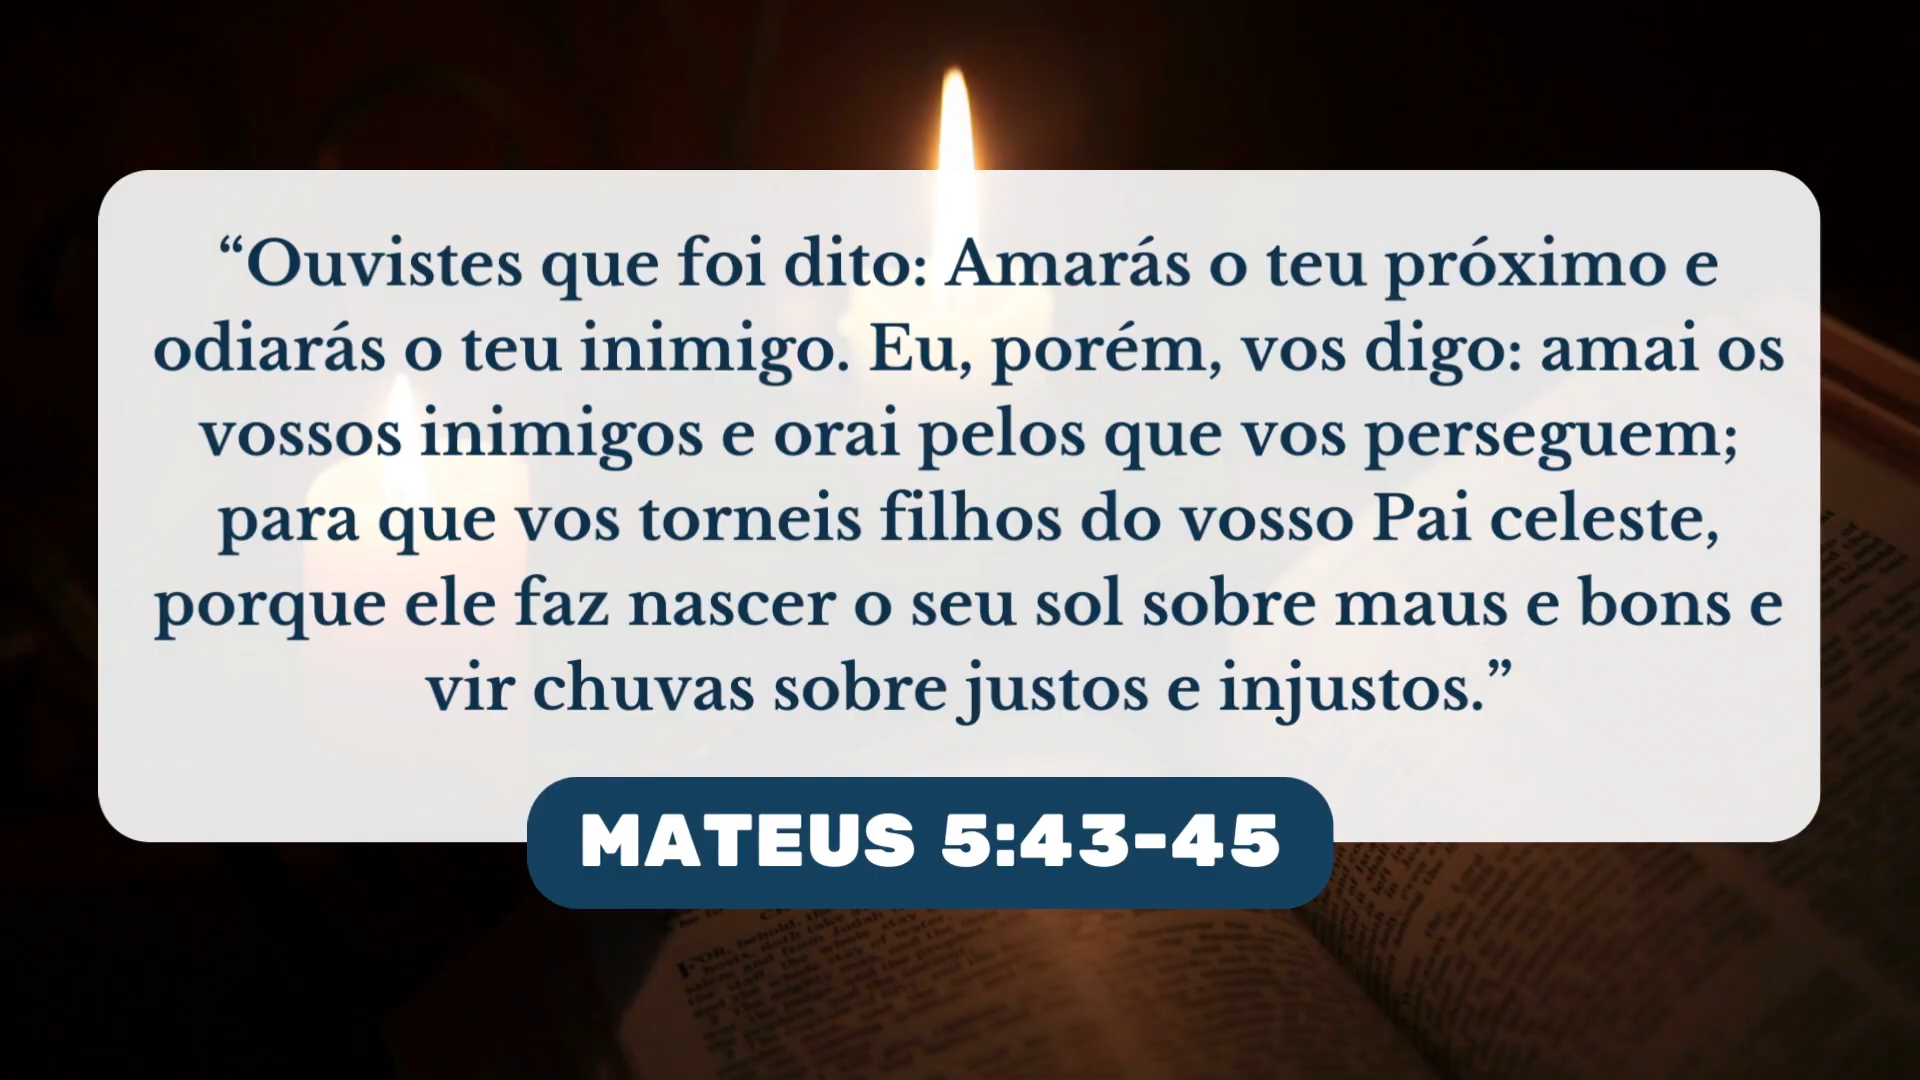 “Ouvistes que foi dito: Amarás o teu próximo e
odiarás o teu inimigo. Eu, porém, vos digo: amai os
vossos inimigos e orai pelos que vos perseguem;
para que vos torneis filhos do vosso Pai celeste,
porque ele faz nascer o seu sol sobre maus e bons e
vir chuvas sobre justos e injustos.”
MATEUS 5:43-45